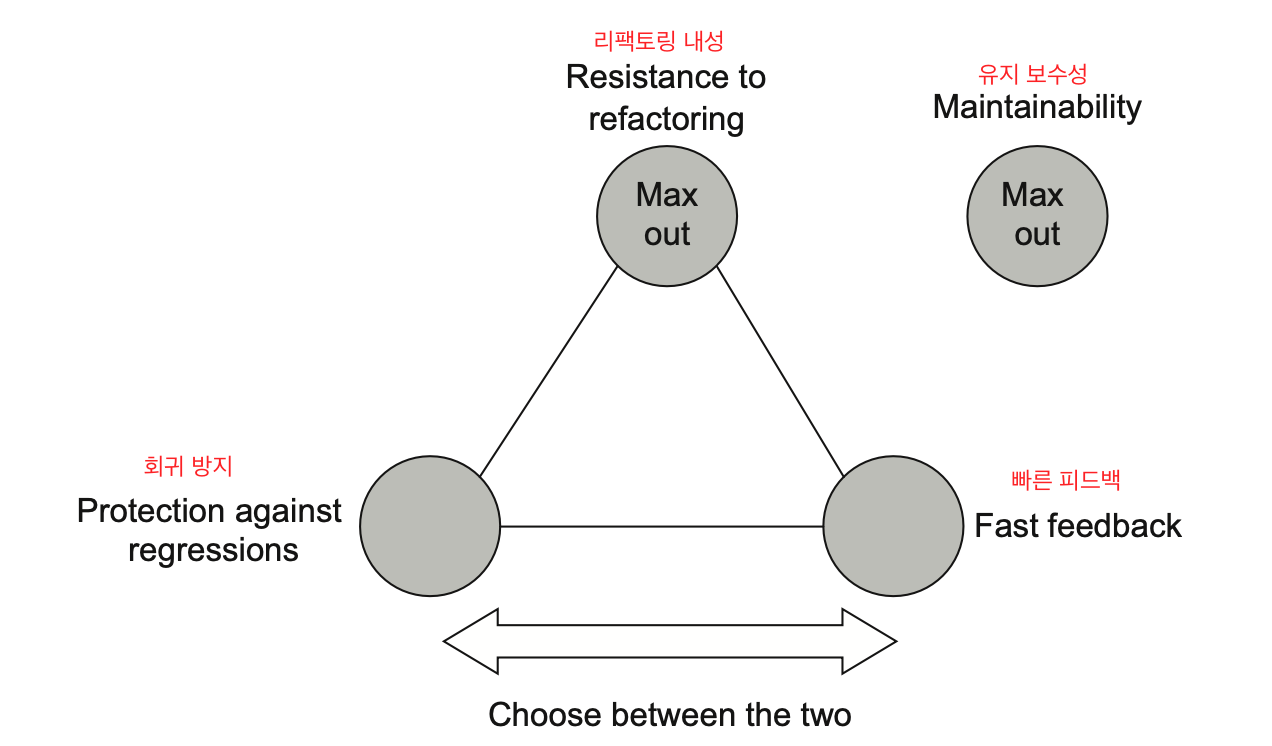 리팩토링 내성
Resistance to
refactoring
유지 보수성
Maintainability
Max
out
Max
out
회귀 방지
Protection against
regressions
빠른 피드백
Fast feedback
Choose between the two